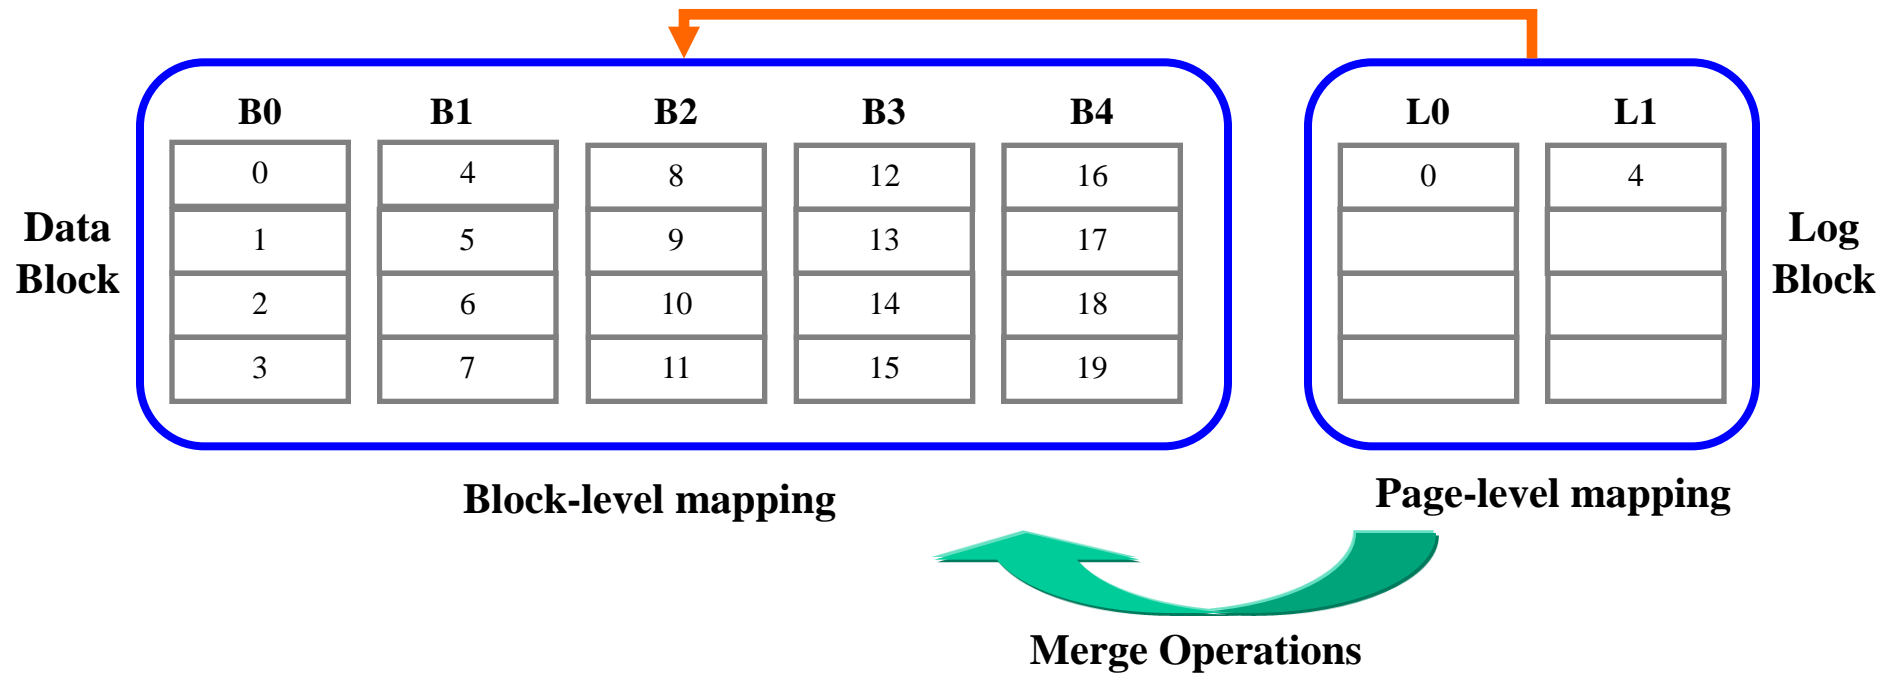 B0 B1 B2 B3 B4 L0 L1
0 4 8 12 16 0 4
Data Block
1 5 9 13 17
2 6 10 14 18
3 7 11 15 19
Log Block
Block-level mapping
Page-level mapping
Merge Operations